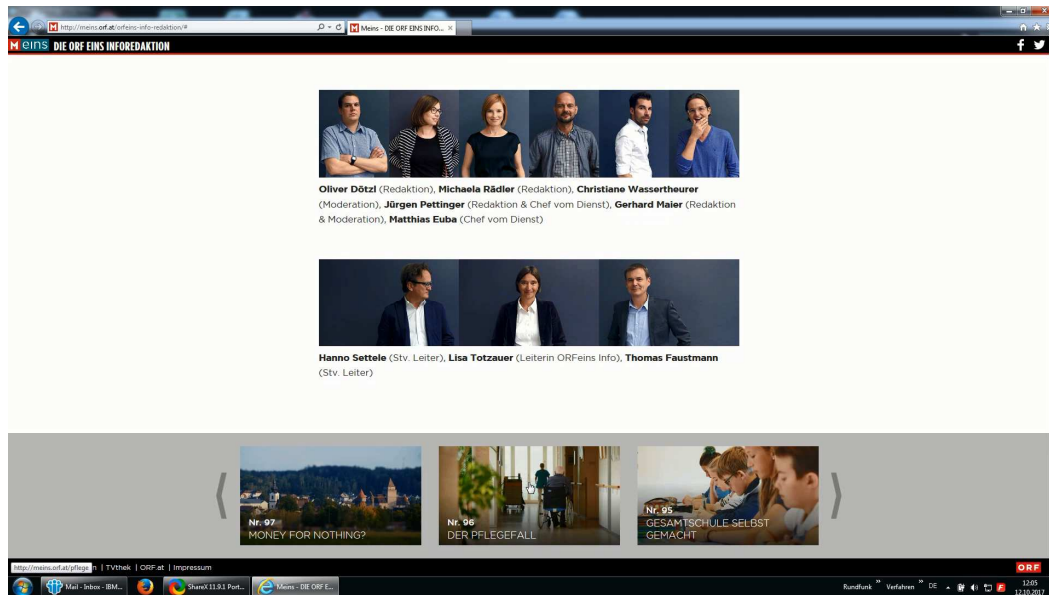 http://meins.orf.at/orfeins-info-redaktion/#
Meins - DIE ORF EINS INFO...
M eins DIE ORF EINS INFOREDAKTION
Oliver Dötzl (Redaktion), Michaela Rädler (Redaktion), Christiane Wassertheurer
(Moderation), Jürgen Pettinger (Redaktion & Chef vom Dienst), Gerhard Maier (Redaktion
& Moderation), Matthias Euba (Chef vom Dienst)
Hanno Settele (Stv. Leiter), Lisa Totzauer (Leiterin ORFeins Info), Thomas Faustmann
(Stv. Leiter)
Nr. 97
MONEY FOR NOTHING?
Nr. 96
DER PFLEGEFALL
Nr. 95
GESAMTSCHULE SELBST
GEMACHT
http://meins.orf.at/pflege n | TVthek | ORF.at | Impressum
ORF
Mail - Inbox - IBM... ShareX 11.9.1 Port... Meins - DIE ORF E... Rundfunk Verfahren DE 12:05
12.10.2017